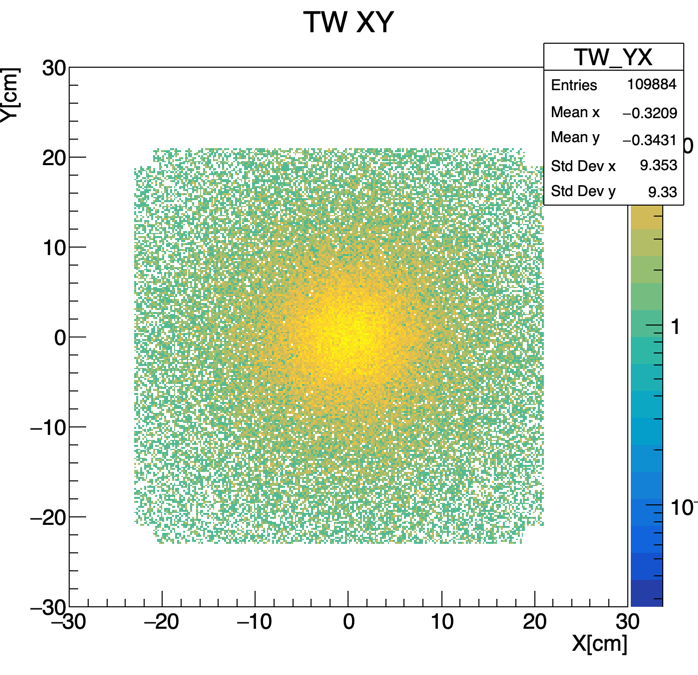 TW XY
TW_YX
Entries 109884
Mean x −0.3209
Mean y −0.3431
Std Dev x 9.353
Std Dev y 9.33
Y[cm]
30
20
10
0
−10
−20
−30
−30 −20 −10 0 10 20 30
X[cm]
1